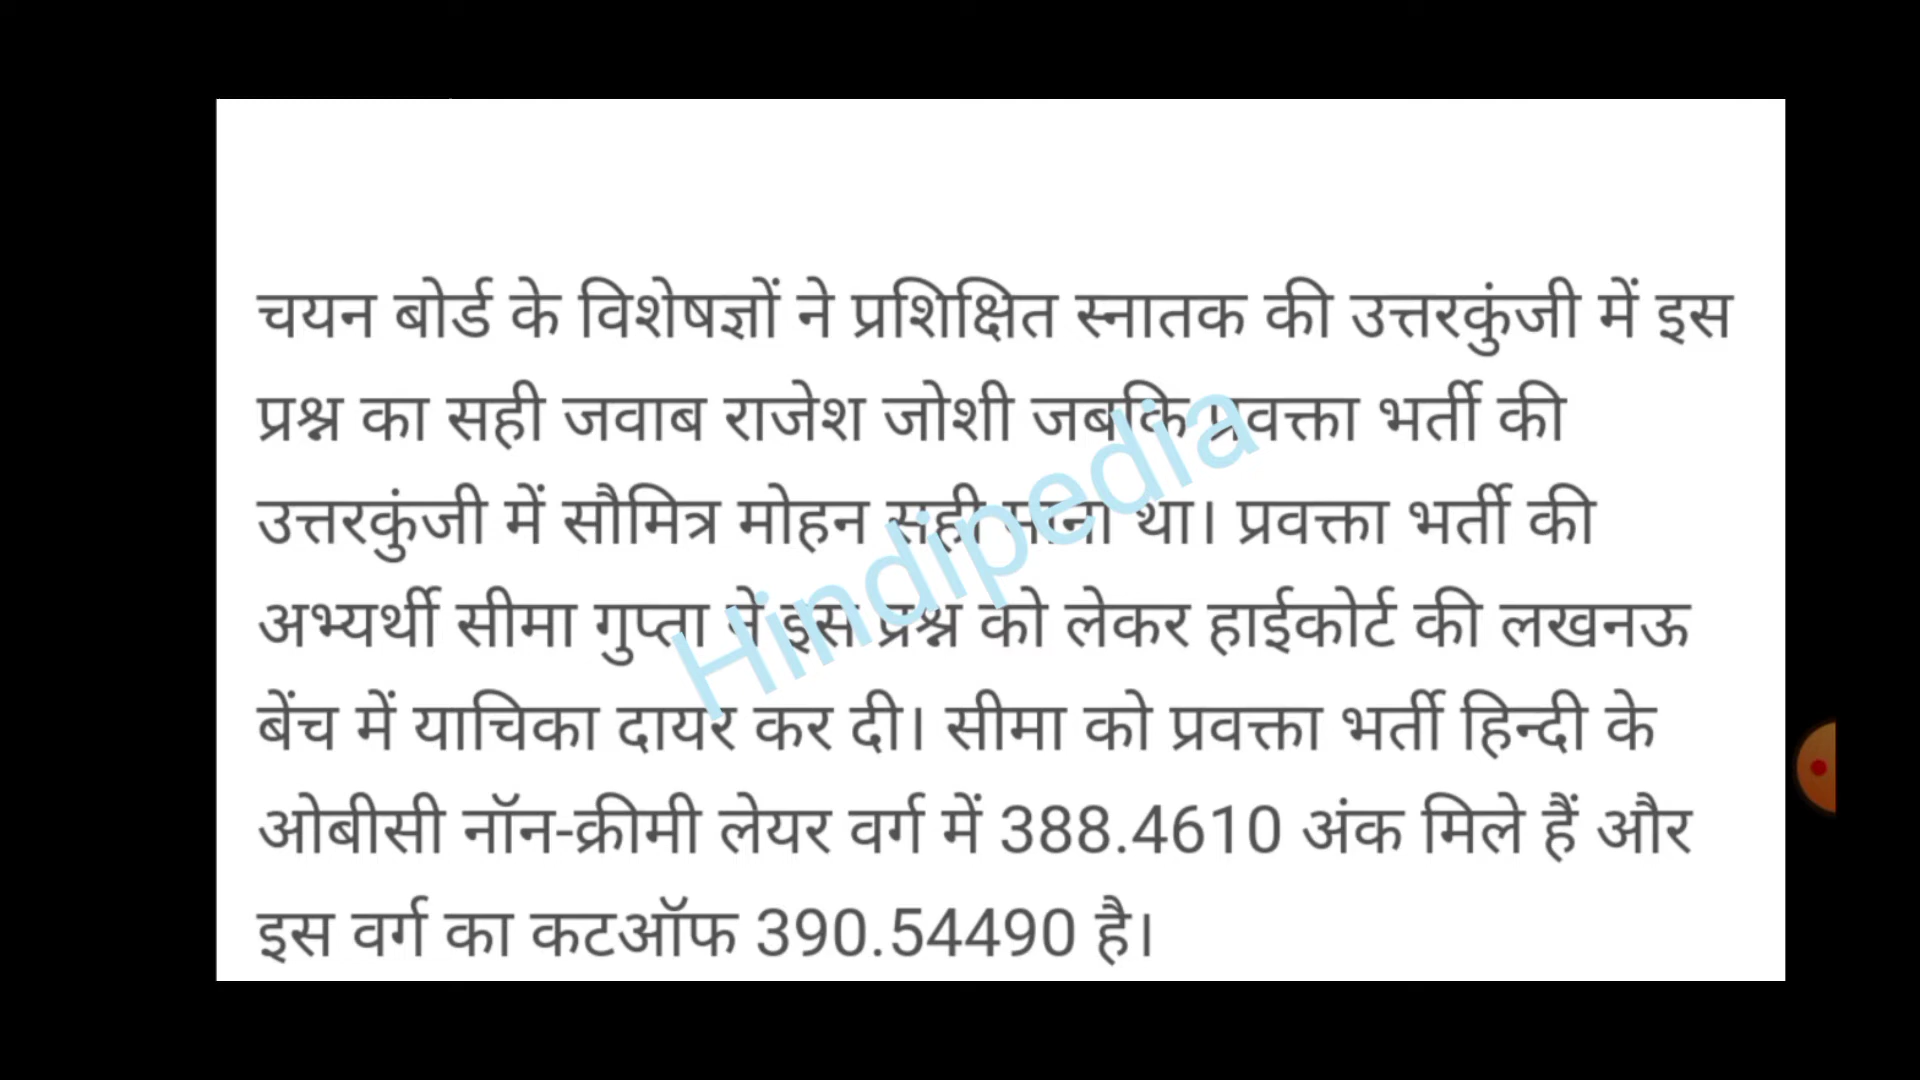 चयन बोर्ड के विशेषज्ञों ने प्रशिक्षित स्नातक की उत्तरकुंजी में इस
प्रश्न का सही जवाब राजेश जोशी जबकि प्रवक्ता भर्ती की
उत्तरकुंजी में सौमित्र मोहन सही माना था। प्रवक्ता भर्ती की
अभ्यर्थी सीमा गुप्ता ने इस प्रश्न को लेकर हाईकोर्ट की लखनऊ
बेंच में याचिका दायर कर दी। सीमा को प्रवक्ता भर्ती हिन्दी के
ओबीसी नॉन-क्रीमी लेयर वर्ग में 388.4610 अंक मिले हैं और
इस वर्ग का कटऑफ 390.54490 है।
Hindipedia